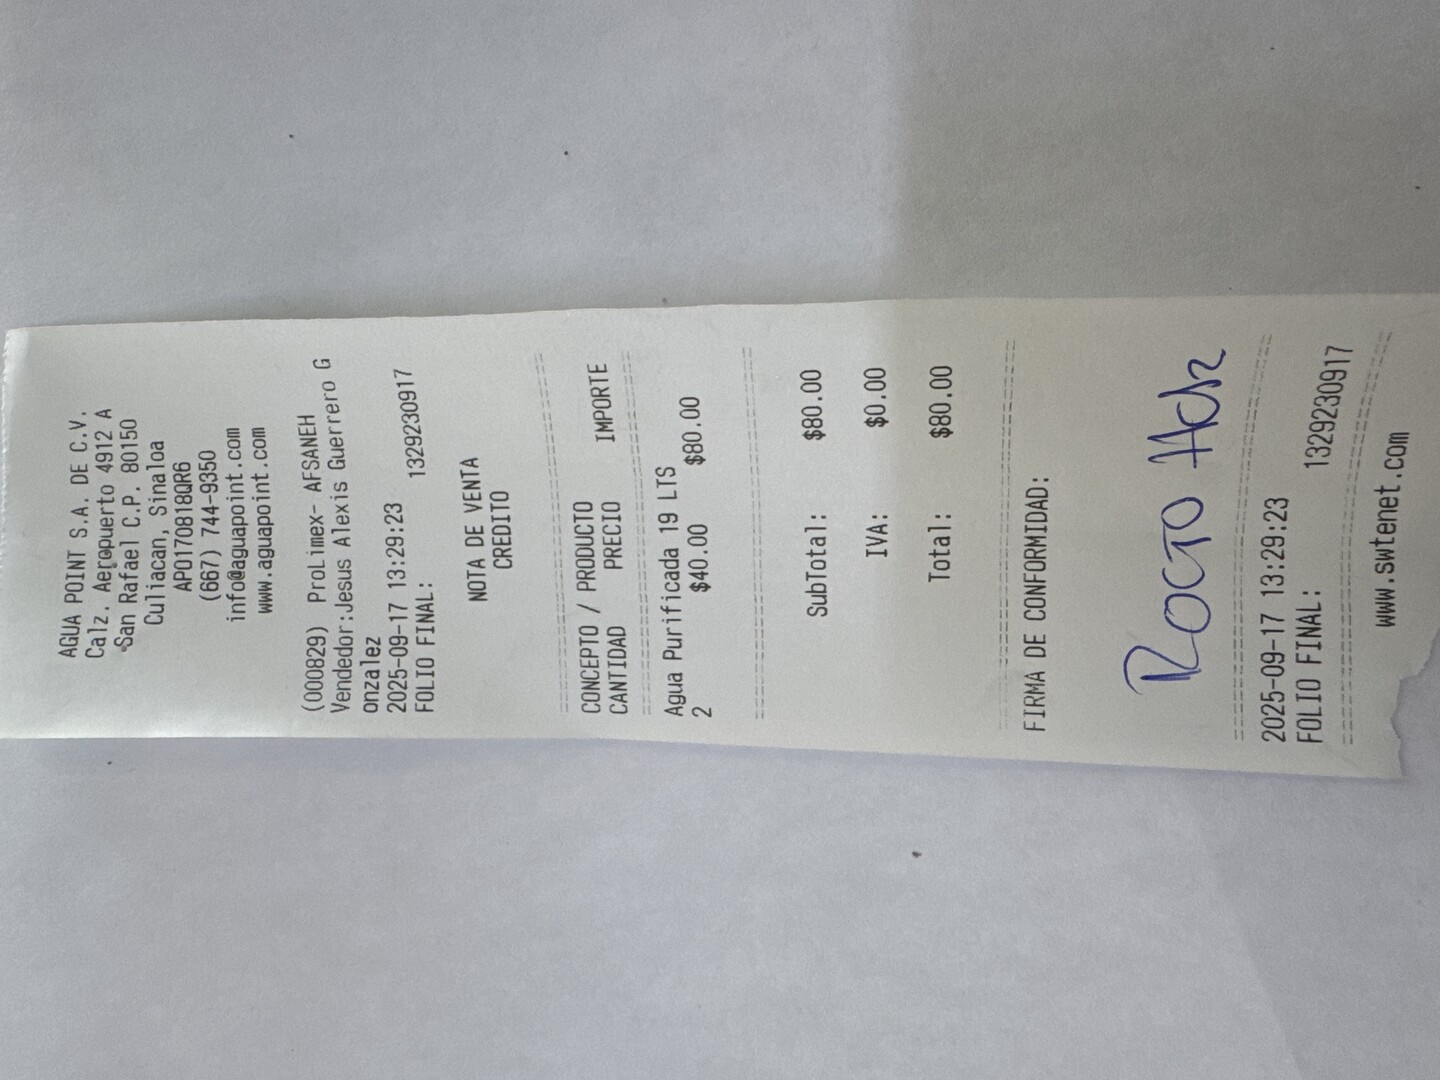 AGUA POINT S.A. DE C.V.
Calz. Aeropuerto 4912 A
San Rafael C.P. 80150
Culiacan, Sinaloa
APO170818QR6
(667) 744-9350
info@aguapoint.com
www.aguapoint.com
(000829) ProLimex- AFSANEH
Vendedor:Jesus Alexis Guerrero G
onzalez
2025-09-17 13:29:23
FOLIO FINAL: 1329230917
NOTA DE VENTA
CREDITO
CONCEPTO / PRODUCTO
CANTIDAD PRECIO IMPORTE
Agua Purificada 19 LTS
2 $40.00 $80.00
SubTotal: $80.00
IVA: $0.00
Total: $80.00
FIRMA DE CONFORMIDAD:
Rocio Hdz
2025-09-17 13:29:23
FOLIO FINAL: 1329230917
www.swtenet.com